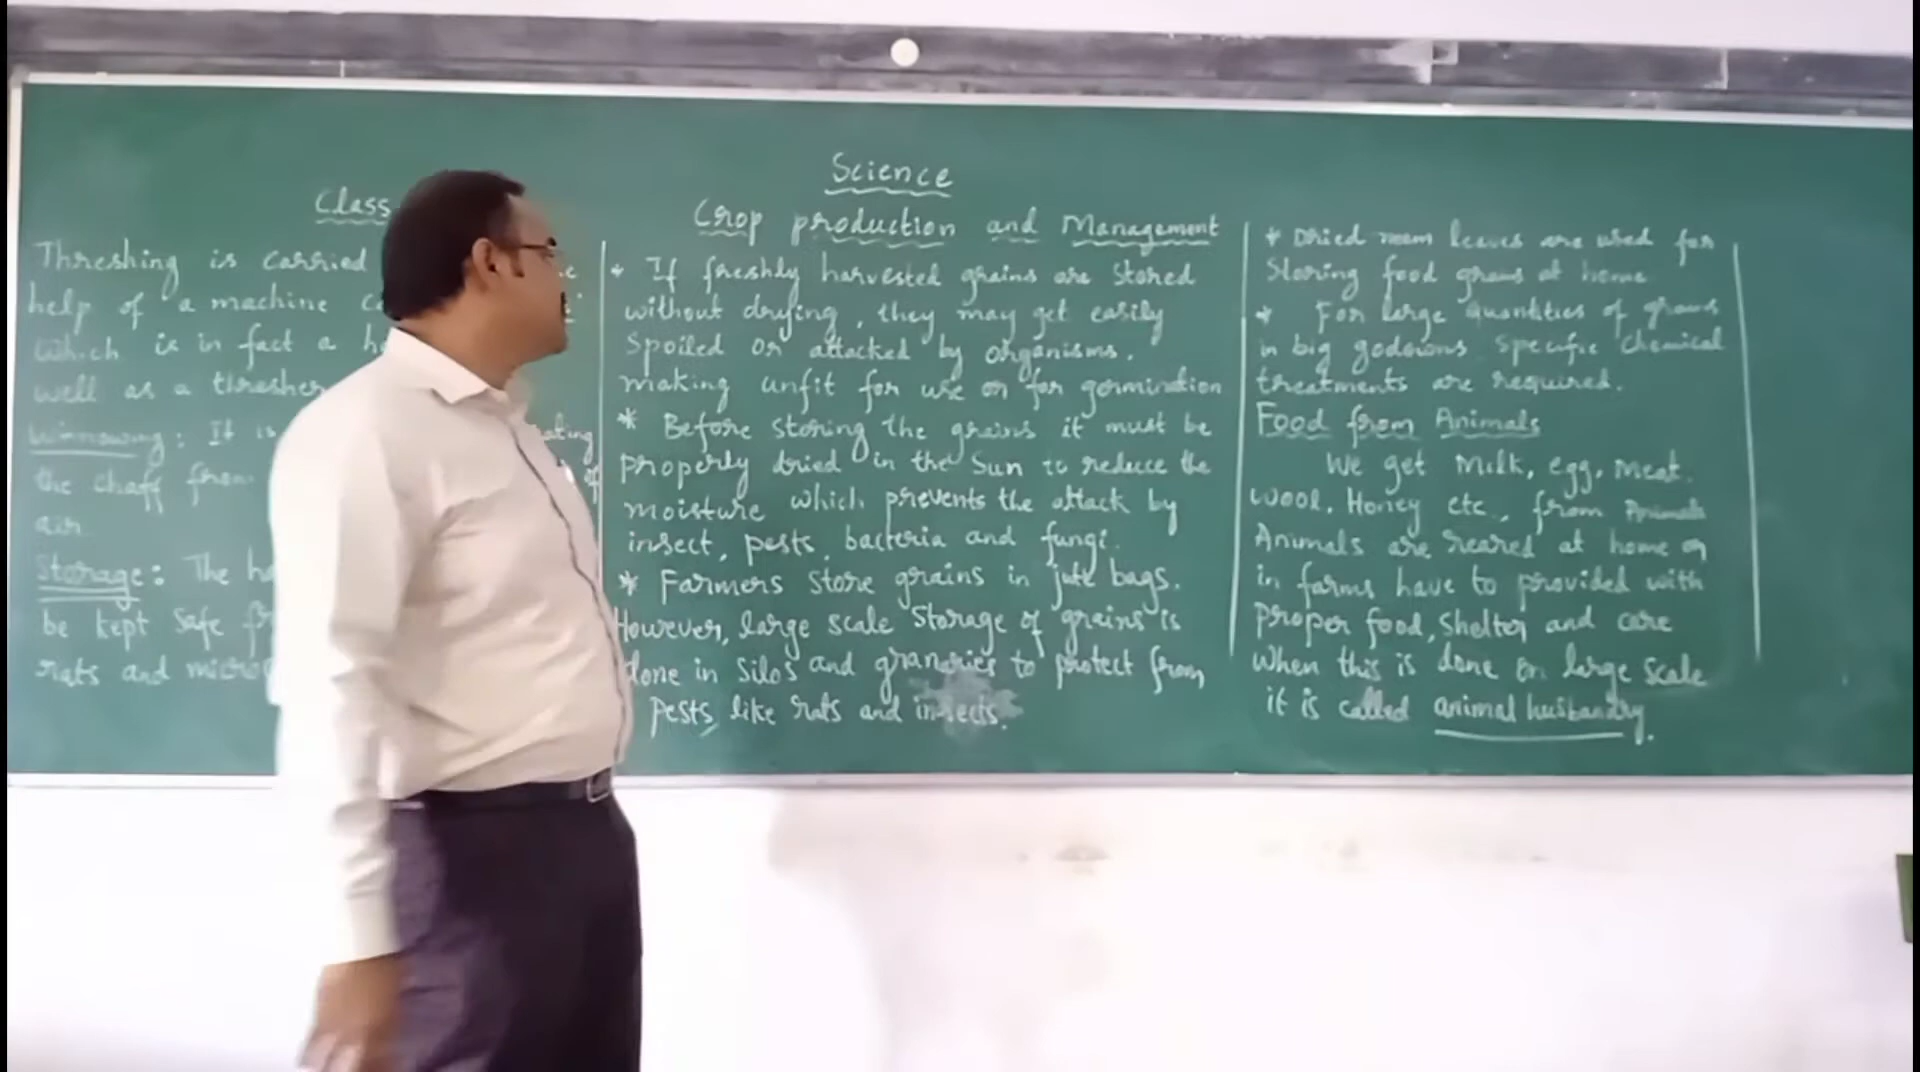 Science
Class
Crop production and Management
Threshing is carried
help of a machine
which is in fact a
well as a thresher
Winnowing: It is
the chaff from of
air
Storage: The
be kept safe
rats and
* If freshly harvested grains are stored
without drying, they may get easily
spoiled or attacked by organisms.
making unfit for use or for germination
* Before storing the grains it must be
properly dried in the Sun to reduce the
moisture which prevents the attack by
insect, pests, bacteria and fungi.
* Farmers store grains in jute bags.
However, large scale storage of grains is
done in silos and granaries to protect from
pests, like rats and insects.
* Dried neem leaves are used for
storing food grains at home
* For large quantities of grains
in big godowns specific chemical
treatments are required.
Food from Animals
We get Milk, egg, meat.
wool, Honey etc., from Animals
Animals are reared at home or
in farms have to provided with
proper food, shelter and care
when this is done on large scale
it is called animal husbandry.